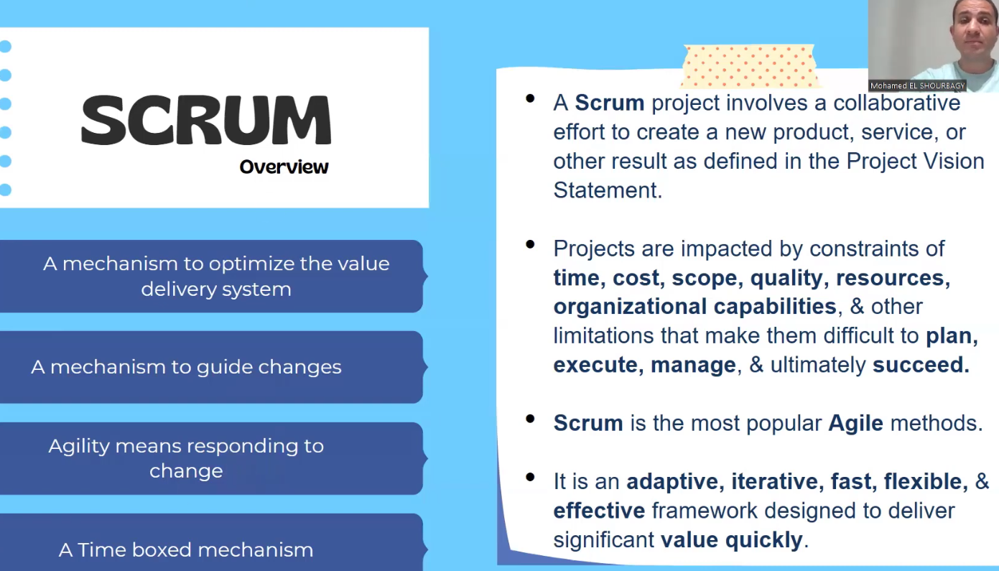 SCRUM
Overview
A mechanism to optimize the value
delivery system
A mechanism to guide changes
Agility means responding to
change
A Time boxed mechanism
Mohamed EL SHOURBAGY
• A Scrum project involves a collaborative
effort to create a new product, service, or
other result as defined in the Project Vision
Statement.
• Projects are impacted by constraints of
time, cost, scope, quality, resources,
organizational capabilities, & other
limitations that make them difficult to plan,
execute, manage, & ultimately succeed.
• Scrum is the most popular Agile methods.
• It is an adaptive, iterative, fast, flexible, &
effective framework designed to deliver
significant value quickly.